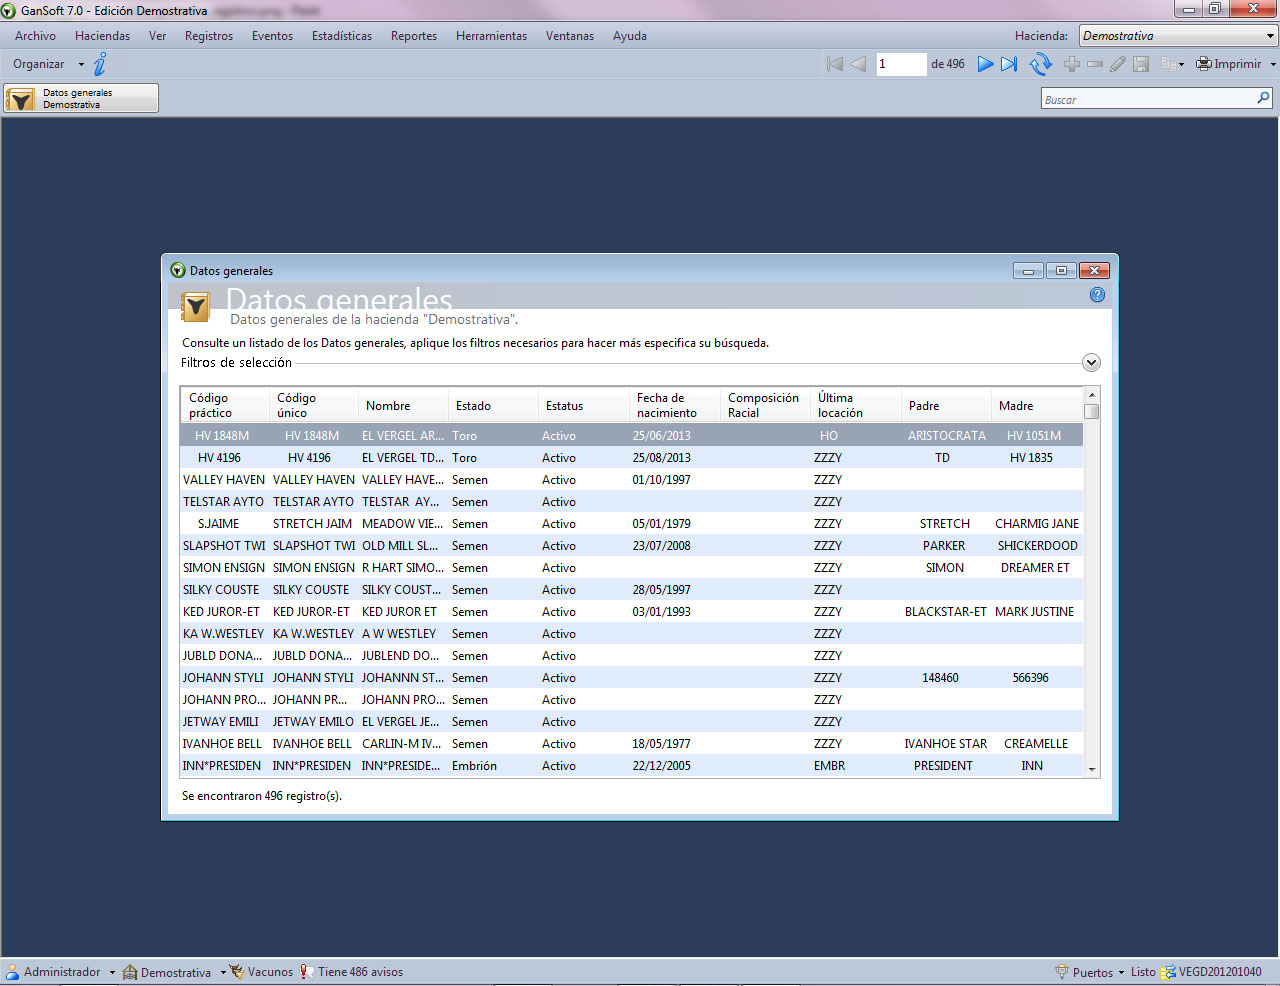 GanSoft 7.0 - Edición Demostrativa
Archivo Haciendas Ver Registros Eventos Estadísticas Reportes Herramientas Ventanas Ayuda Hacienda: Demostrativa
Organizar 1 de 496 Imprimir
Datos generales
Demostrativa
Buscar
Datos generales
Datos generales
Datos generales de la hacienda "Demostrativa".
Consulte un listado de los Datos generales, aplique los filtros necesarios para hacer más especifica su búsqueda.
Filtros de selección
Código práctico Código único Nombre Estado Estatus Fecha de nacimiento Composición Racial Última locación Padre Madre
HV 1848M HV 1848M EL VERGEL AR... Toro Activo 25/06/2013 HO ARISTOCRATA HV 1051M
HV 4196 HV 4196 EL VERGEL TD... Toro Activo 25/08/2013 ZZZY TD HV 1835
VALLEY HAVEN VALLEY HAVEN VALLEY HAVE... Semen Activo 01/10/1997 ZZZY
TELSTAR AYTO TELSTAR AYTO TELSTAR AY... Semen Activo ZZZY
S.JAIME STRETCH JAIM MEADOW VIE... Semen Activo 05/01/1979 ZZZY STRETCH CHARMIG JANE
SLAPSHOT TWI SLAPSHOT TWI OLD MILL SL... Semen Activo 23/07/2008 ZZZY PARKER SHICKERDOOD
SIMON ENSIGN SIMON ENSIGN R HART SIMO... Semen Activo ZZZY SIMON DREAMER ET
SILKY COUSTE SILKY COUSTE SILKY COUST... Semen Activo 28/05/1997 ZZZY
KED JUROR-ET KED JUROR-ET KED JUROR ET Semen Activo 03/01/1993 ZZZY BLACKSTAR-ET MARK JUSTINE
KA W.WESTLEY KA W.WESTLEY A W WESTLEY Semen Activo ZZZY
JUBLD DONA... JUBLD DONA... JUBLEND DO... Semen Activo ZZZY
JOHANN STYLI JOHANN STYLI JOHANNN ST... Semen Activo ZZZY 148460 566396
JOHANN PRO... JOHANN PR... JOHANN PRO... Semen Activo ZZZY
JETWAY EMILI JETWAY EMILO EL VERGEL JE... Semen Activo ZZZY
IVANHOE BELL IVANHOE BELL CARLIN-M IV... Semen Activo 18/05/1977 ZZZY IVANHOE STAR CREAMELLE
INN*PRESIDEN INN*PRESIDEN INN*PRESIDE... Embrión Activo 22/12/2005 EMBR PRESIDENT INN
Se encontraron 496 registro(s).
Administrador Demostrativa Vacunos Tiene 486 avisos Puertos Listo VEGD201201040